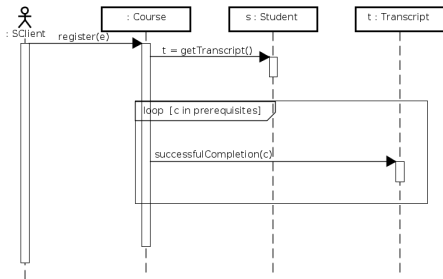 : SClient
: Course
s : Student
t : Transcript
register(e)
t = getTranscript()
loop [c in prerequisites]
successfulCompletion(c)